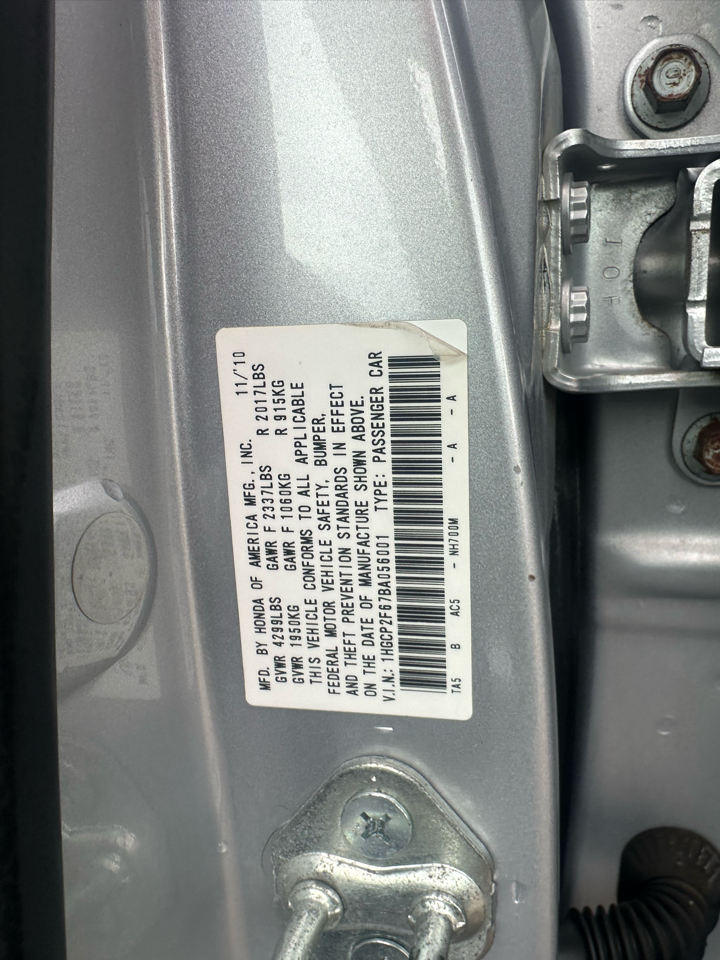 MFD. BY HONDA OF AMERICA MFG., INC. 11/'10
GVWR 4299LBS GAWR F 2337LBS R 2017LBS
GVWR 1950KG GAWR F 1060KG R 915KG
THIS VEHICLE CONFORMS TO ALL APPLICABLE
FEDERAL MOTOR VEHICLE SAFETY, BUMPER,
AND THEFT PREVENTION STANDARDS IN EFFECT
ON THE DATE OF MANUFACTURE SHOWN ABOVE.
V.I.N.: 1HGCP2F67BA056001 TYPE: PASSENGER CAR
TA5 B AC5 - NH700M - A - A